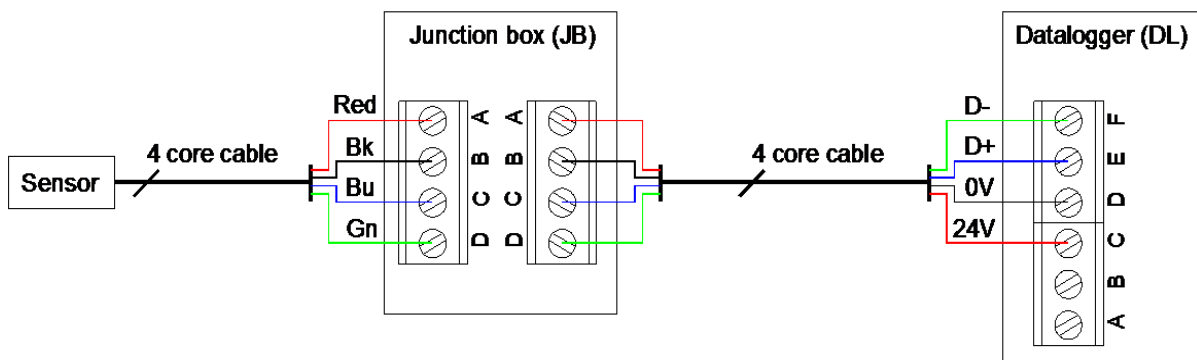 Junction box (JB)
Datalogger (DL)
Red
A
A
D-
F
4 core cable
Bk
B
B
4 core cable
D+
E
Sensor
Bu
C
C
0V
D
Gn
D
D
24V
C
B
A